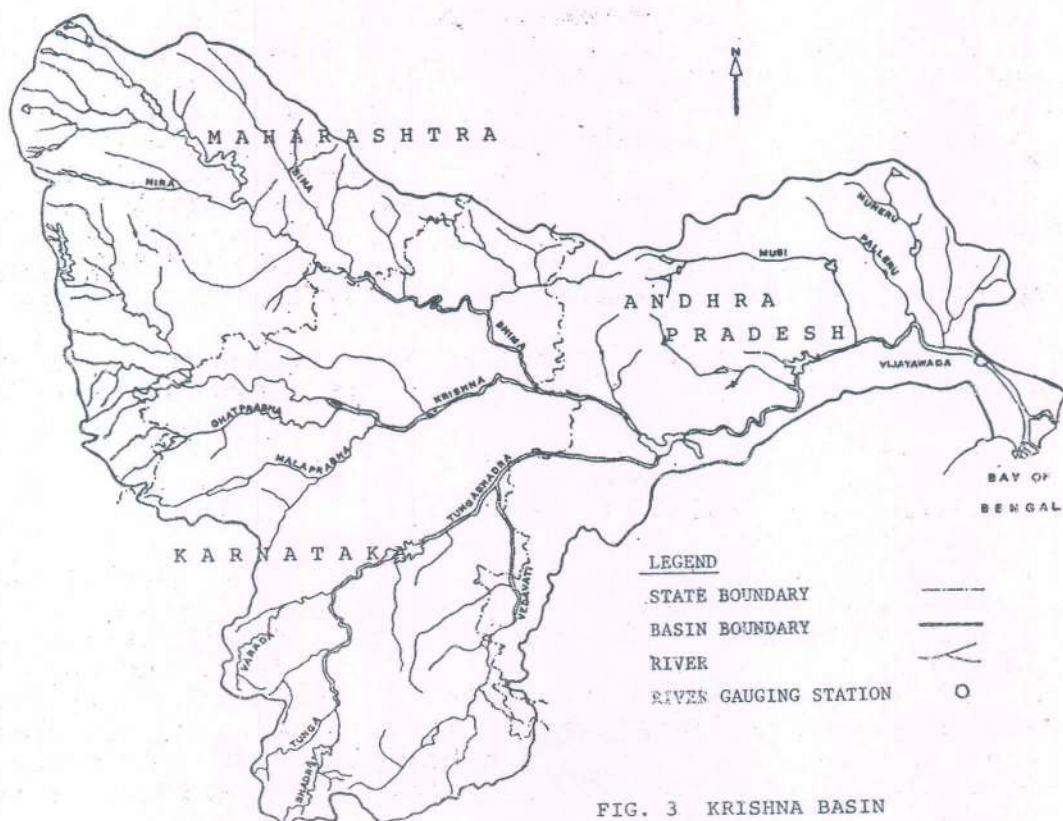 N
MAHARASHTRA
NIRA
SINA
MUNERU
PALLERU
MUSI
ANDHRA
PRADESH
BHIMA
VIJAYAWADA
KRISHNA
GHATPRABHA
MALAPRABHA
TUNGABHADRA
BAY OF
BENGAL
KARNATAKA
VEDAVATI
VARADA
TUNGA
BHADRA
LEGEND
STATE BOUNDARY
BASIN BOUNDARY
RIVER
RIVER GAUGING STATION
FIG. 3 KRISHNA BASIN